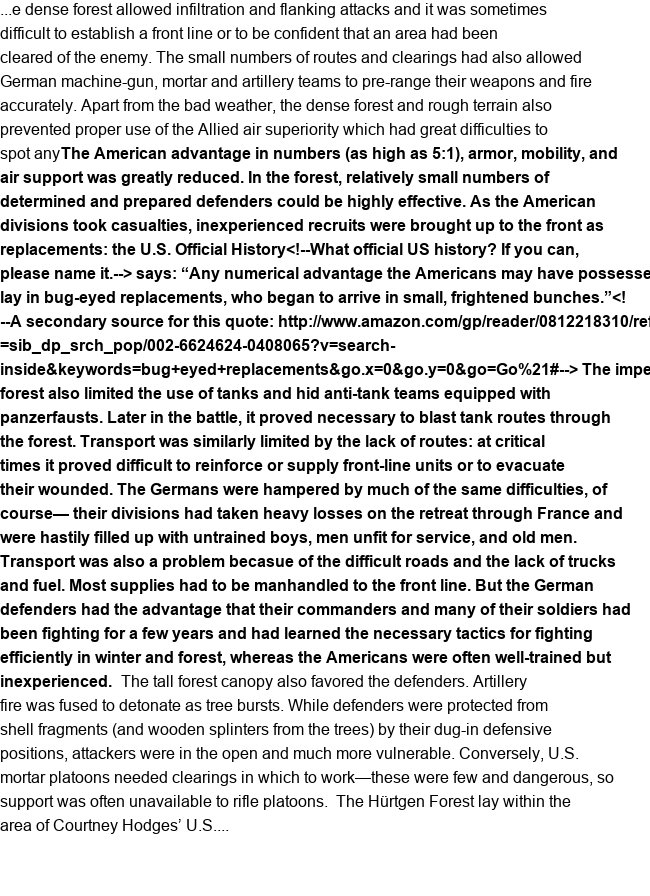 ...e dense forest allowed infiltration and flanking attacks and it was sometimes
difficult to establish a front line or to be confident that an area had been
cleared of the enemy. The small numbers of routes and clearings had also allowed
German machine-gun, mortar and artillery teams to pre-range their weapons and fire
accurately. Apart from the bad weather, the dense forest and rough terrain also
prevented proper use of the Allied air superiority which had great difficulties to
spot anyThe American advantage in numbers (as high as 5:1), armor, mobility, and
air support was greatly reduced. In the forest, relatively small numbers of
determined and prepared defenders could be highly effective. As the American
divisions took casualties, inexperienced recruits were brought up to the front as
replacements: the U.S. Official History<!--What official US history? If you can,
please name it.--> says: “Any numerical advantage the Americans may have possesse
lay in bug-eyed replacements, who began to arrive in small, frightened bunches.”<!
--A secondary source for this quote: http://www.amazon.com/gp/reader/0812218310/ref
=sib_dp_srch_pop/002-6624624-0408065?v=search-
inside&keywords=bug+eyed+replacements&go.x=0&go.y=0&go=Go%21#--> The impe
forest also limited the use of tanks and hid anti-tank teams equipped with
panzerfausts. Later in the battle, it proved necessary to blast tank routes through
the forest. Transport was similarly limited by the lack of routes: at critical
times it proved difficult to reinforce or supply front-line units or to evacuate
their wounded. The Germans were hampered by much of the same difficulties, of
course— their divisions had taken heavy losses on the retreat through France and
were hastily filled up with untrained boys, men unfit for service, and old men.
Transport was also a problem becasue of the difficult roads and the lack of trucks
and fuel. Most supplies had to be manhandled to the front line. But the German
defenders had the advantage that their commanders and many of their soldiers had
been fighting for a few years and had learned the necessary tactics for fighting
efficiently in winter and forest, whereas the Americans were often well-trained but
inexperienced.  The tall forest canopy also favored the defenders. Artillery
fire was fused to detonate as tree bursts. While defenders were protected from
shell fragments (and wooden splinters from the trees) by their dug-in defensive
positions, attackers were in the open and much more vulnerable. Conversely, U.S.
mortar platoons needed clearings in which to work—these were few and dangerous, so
support was often unavailable to rifle platoons.  The Hürtgen Forest lay within the
area of Courtney Hodges’ U.S....